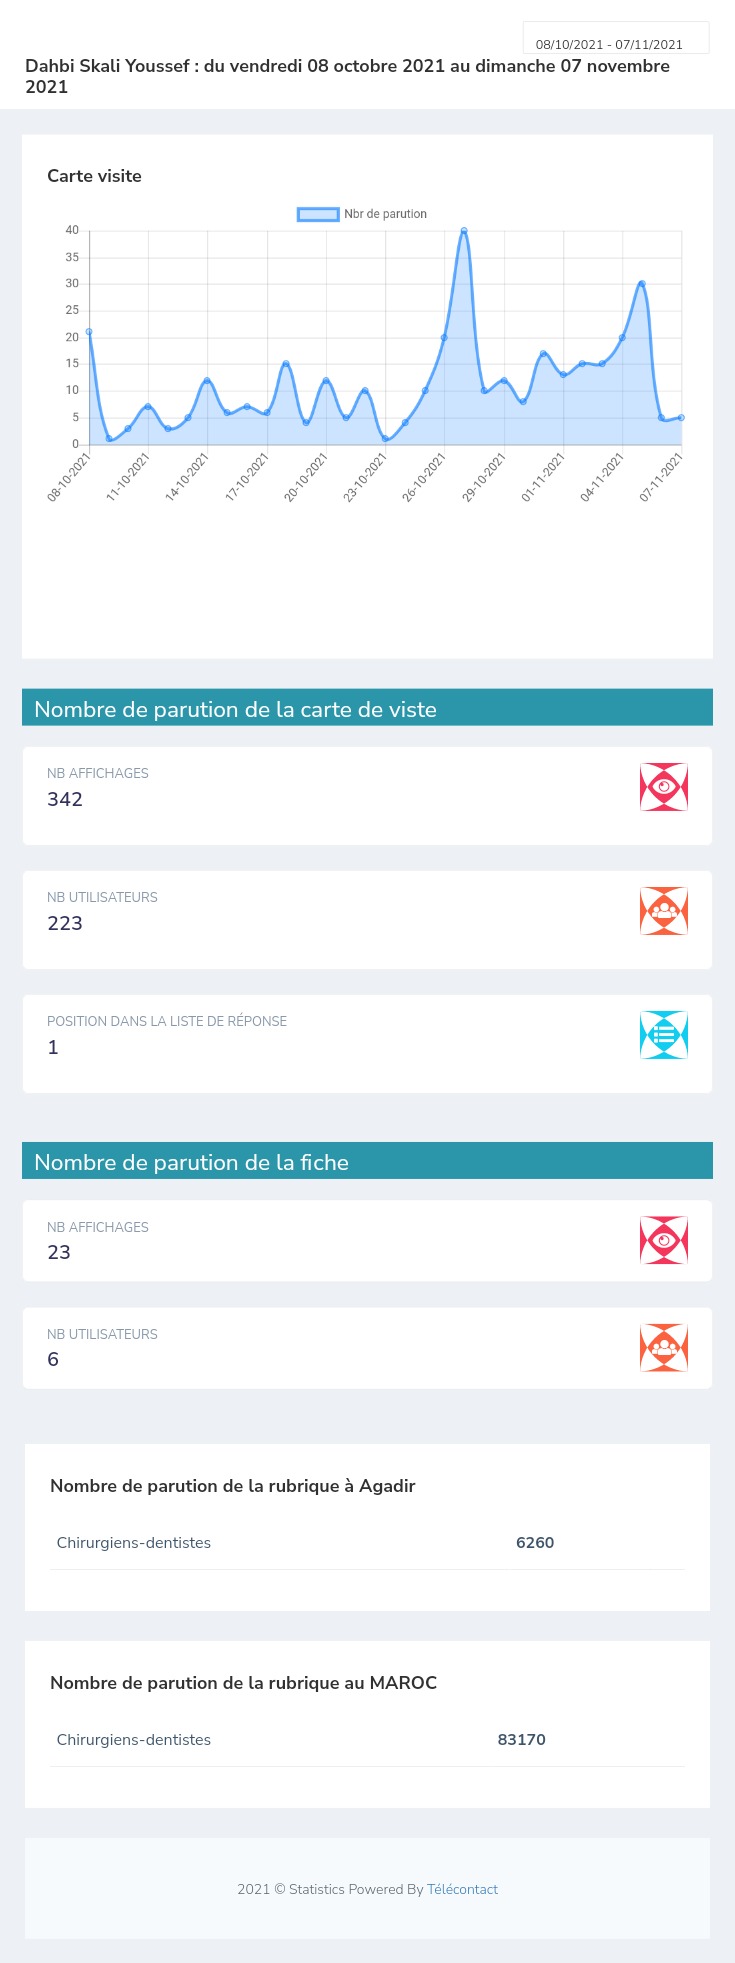 08/10/2021 - 07/11/2021
Dahbi Skali Youssef : du vendredi 08 octobre 2021 au dimanche 07 novembre
2021
Carte visite
Nbr de parution
40
35
30
25
20
15
10
5
0
08-10-2021
11-10-2021
14-10-2021
17-10-2021
20-10-2021
23-10-2021
26-10-2021
29-10-2021
01-11-2021
04-11-2021
07-11-2021
Nombre de parution de la carte de viste
NB AFFICHAGES
342
NB UTILISATEURS
223
POSITION DANS LA LISTE DE RÉPONSE
1
Nombre de parution de la fiche
NB AFFICHAGES
23
NB UTILISATEURS
6
Nombre de parution de la rubrique à Agadir
Chirurgiens-dentistes 6260
Nombre de parution de la rubrique au MAROC
Chirurgiens-dentistes 83170
2021 © Statistics Powered By Télécontact